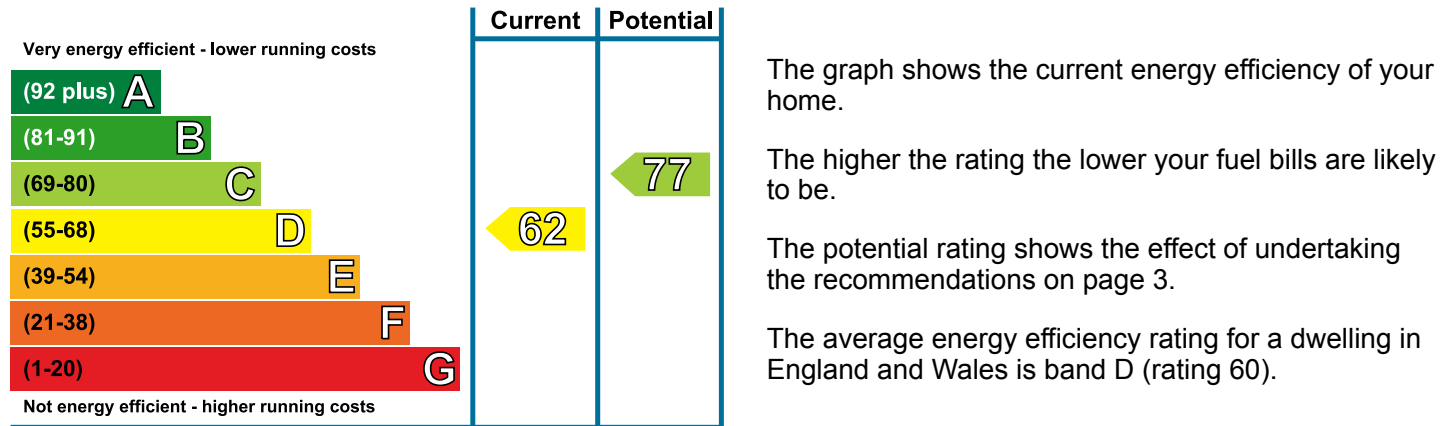 Current Potential
Very energy efficient - lower running costs
(92 plus) A
(81-91) B
(69-80) C
(55-68) D
(39-54) E
(21-38) F
(1-20) G
Not energy efficient - higher running costs
62
77
The graph shows the current energy efficiency of your
home.
The higher the rating the lower your fuel bills are likely
to be.
The potential rating shows the effect of undertaking
the recommendations on page 3.
The average energy efficiency rating for a dwelling in
England and Wales is band D (rating 60).